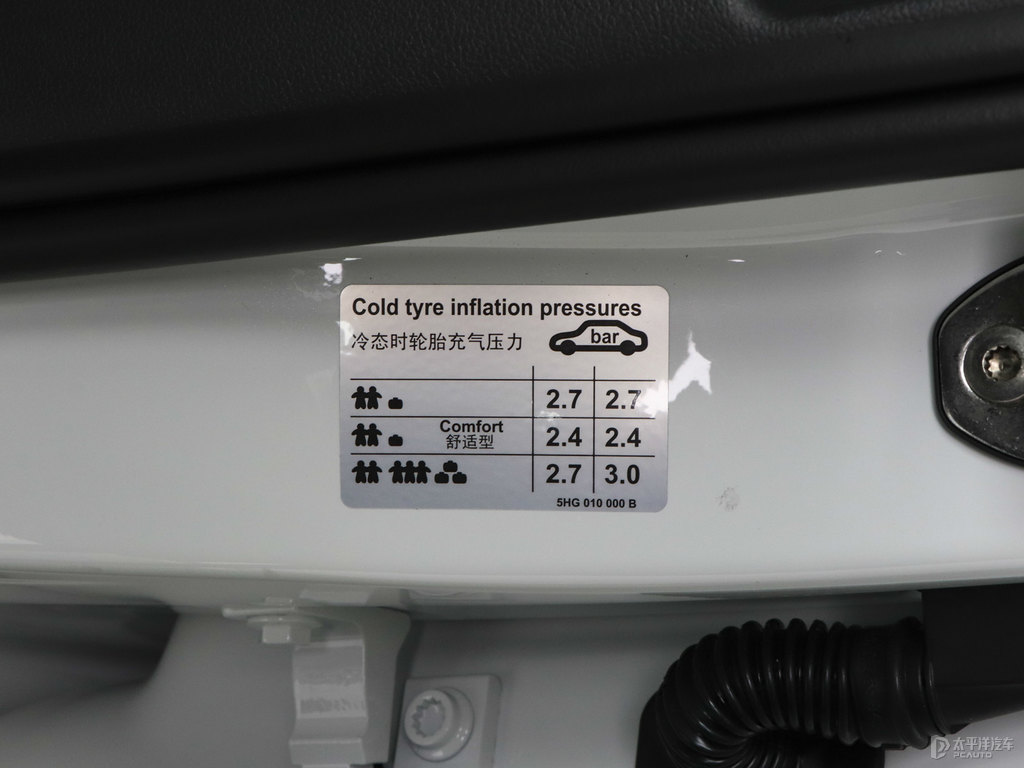 Cold tyre inflation pressures
冷态时轮胎充气压力
bar
2.7 2.7
Comfort
舒适型
2.4 2.4
2.7 3.0
5HG 010 000 B
太平洋汽车
PCAUTO